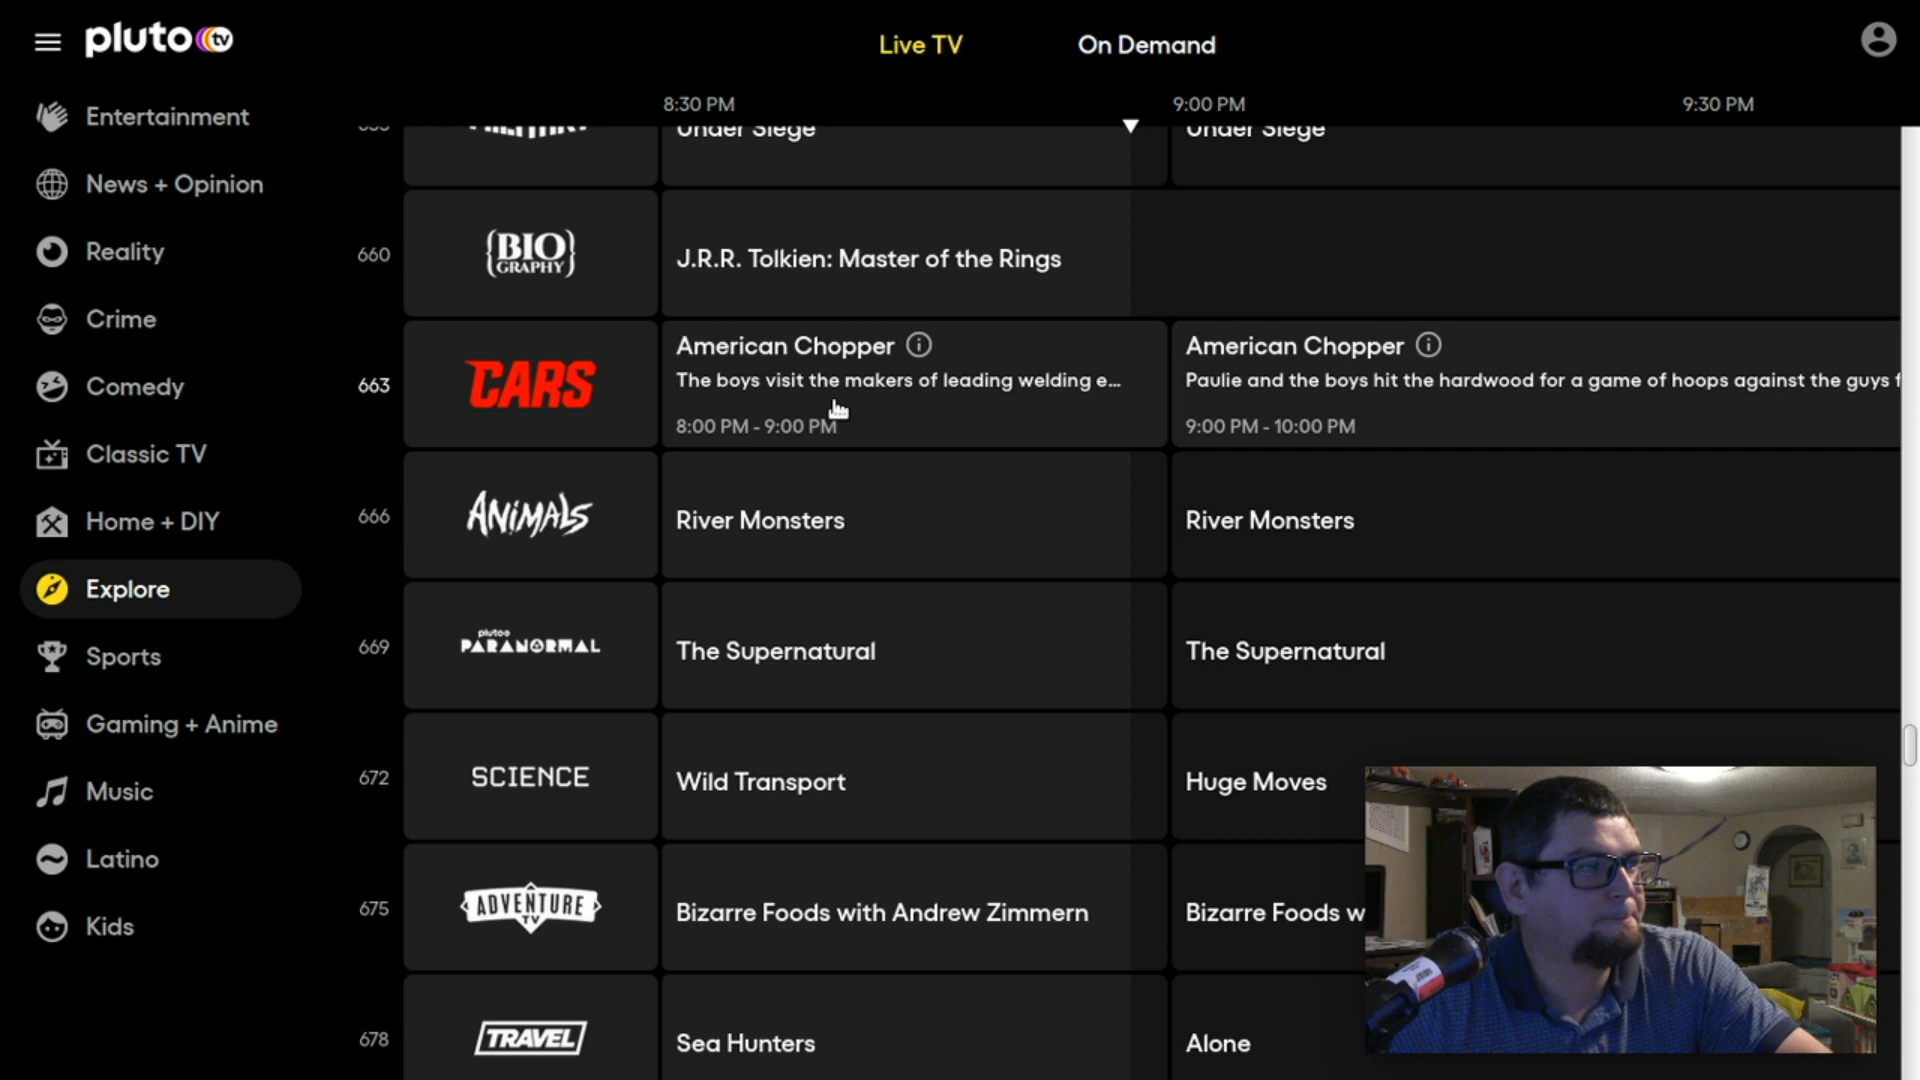 pluto tv
Live TV
On Demand
8:30 PM
9:00 PM
9:30 PM
Entertainment
News + Opinion
Reality
Crime
Comedy
Classic TV
Home + DIY
Explore
Sports
Gaming + Anime
Music
Latino
Kids
Under Siege
Under Siege
660
{BIO
GRAPHY}
J.R.R. Tolkien: Master of the Rings
663
CARS
American Chopper
The boys visit the makers of leading welding e...
8:00 PM - 9:00 PM
American Chopper
Paulie and the boys hit the hardwood for a game of hoops against the guys f
9:00 PM - 10:00 PM
666
ANiMALS
River Monsters
River Monsters
669
pluto
PARANORMAL
The Supernatural
The Supernatural
672
SCIENCE
Wild Transport
Huge Moves
675
ADVENTURE
TV
Bizarre Foods with Andrew Zimmern
Bizarre Foods w
678
TRAVEL
Sea Hunters
Alone